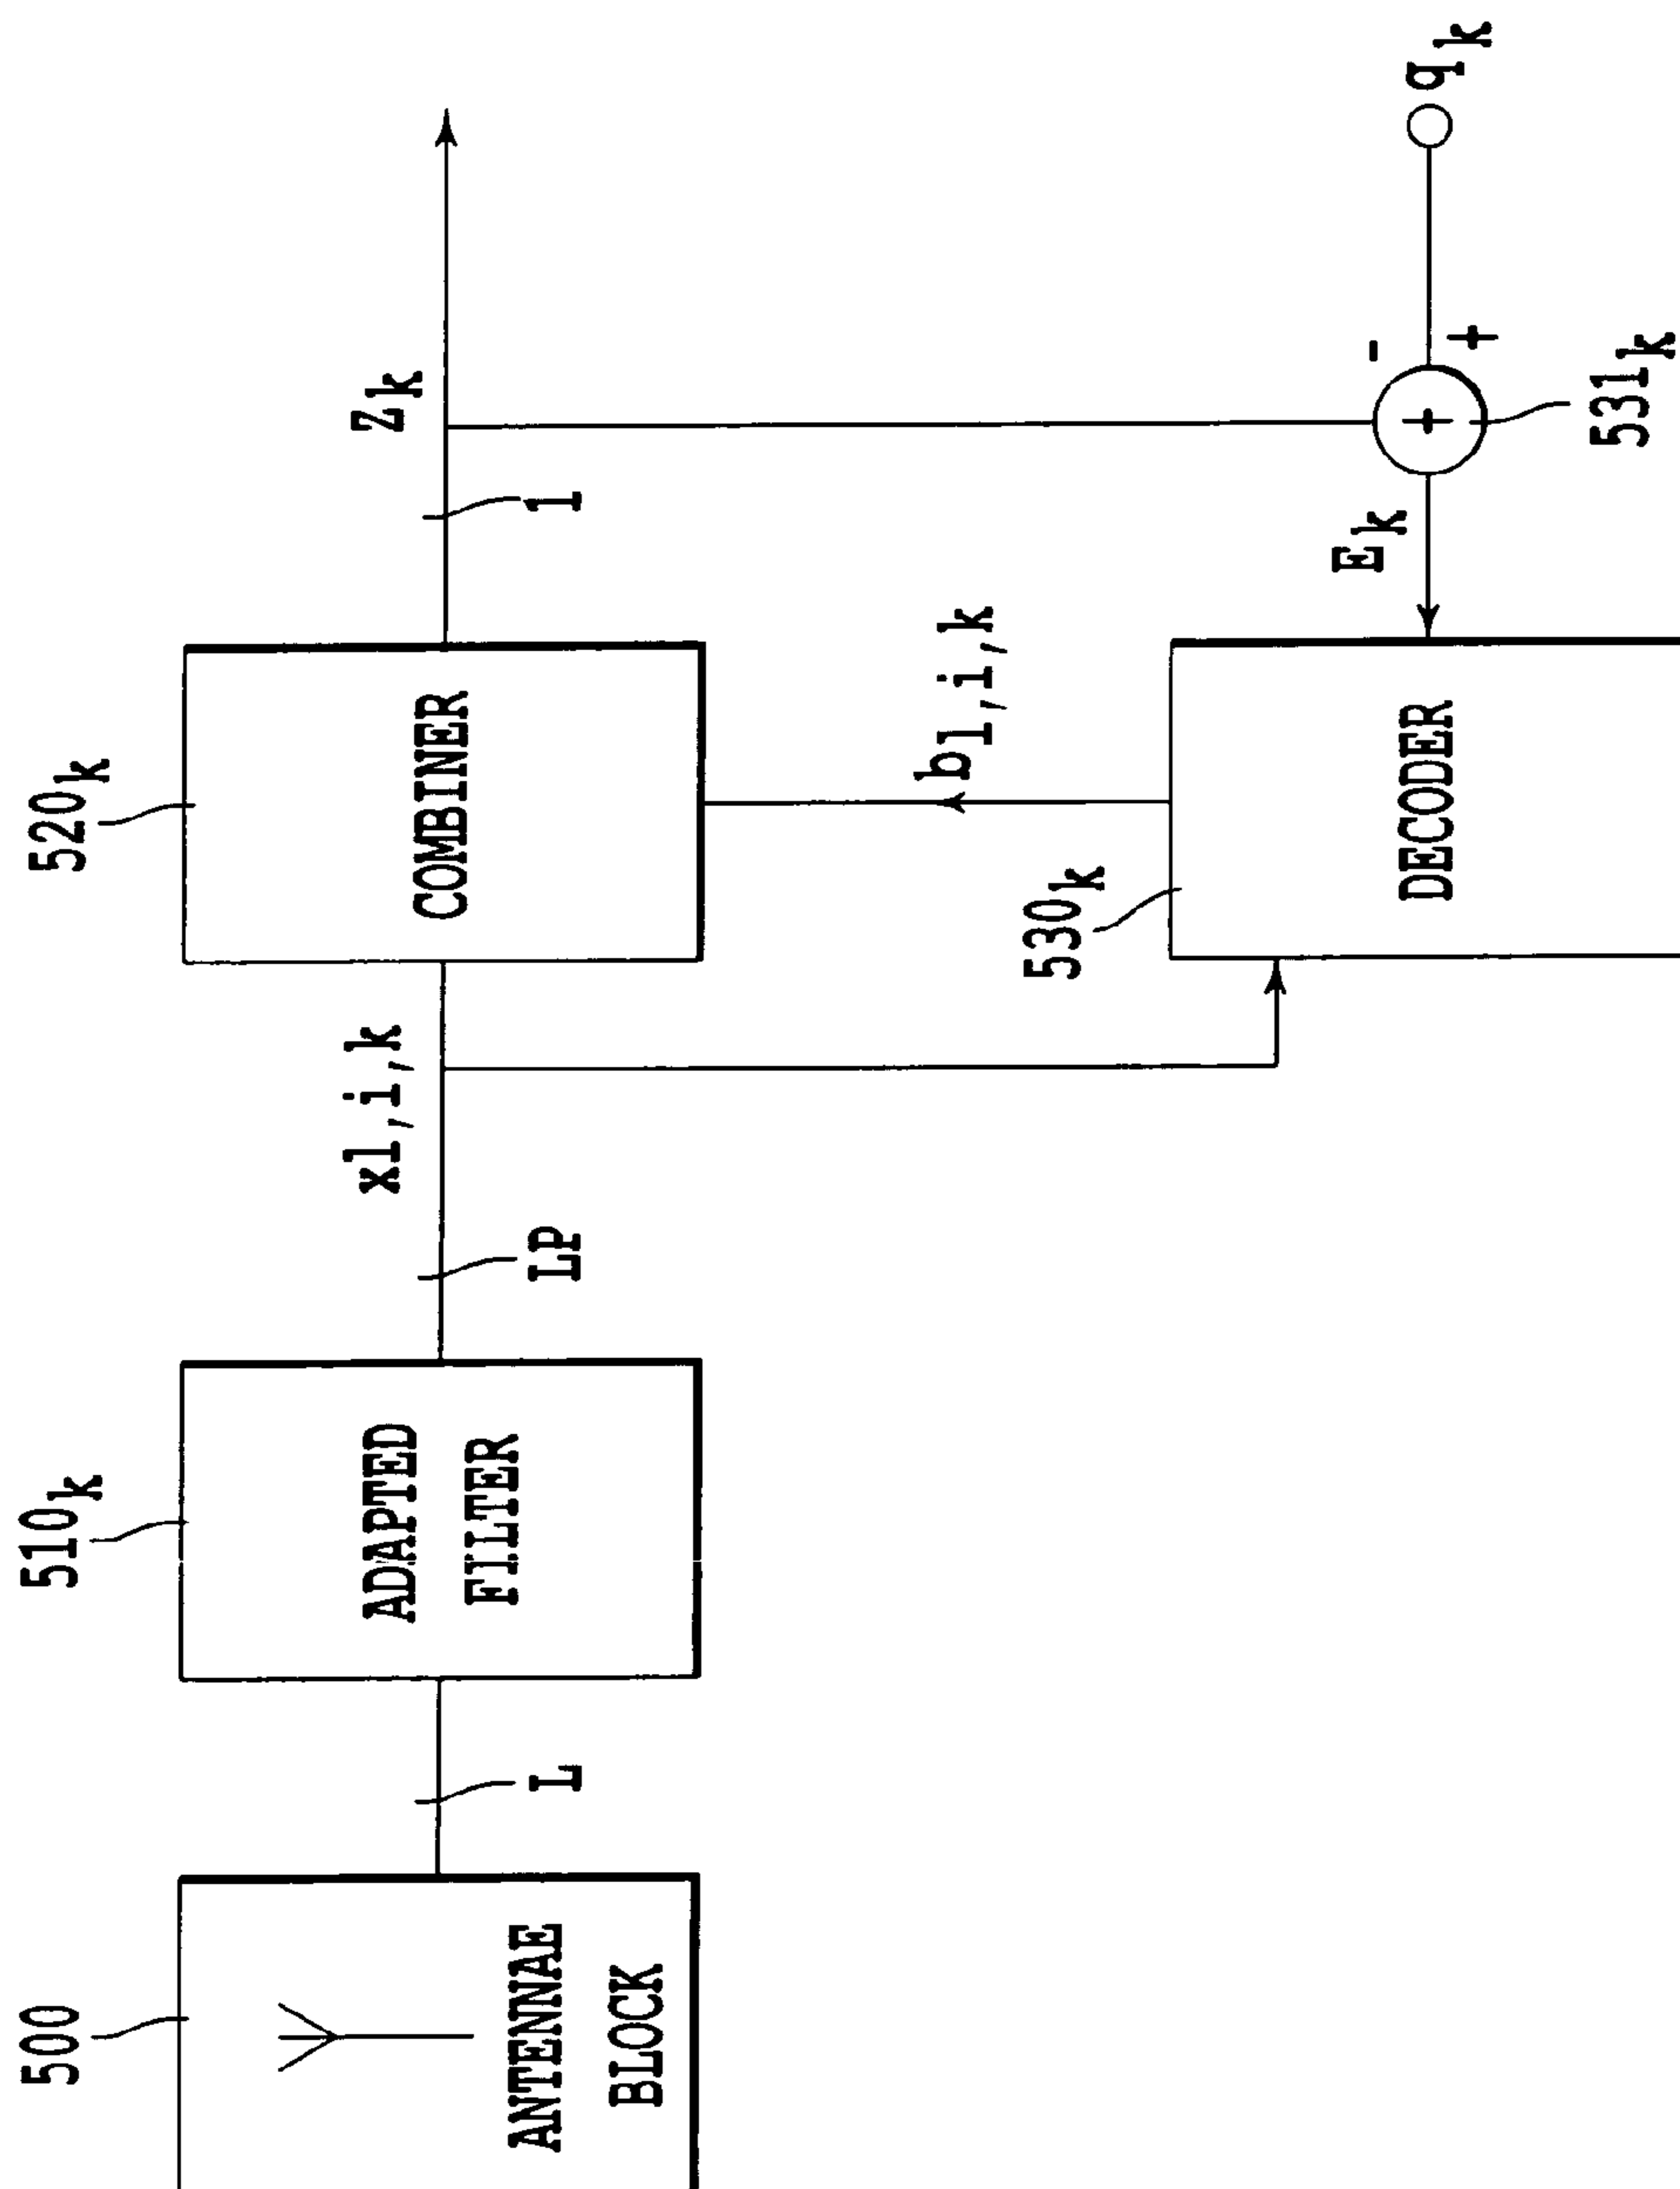 500
ANTENNAE
BLOCK
L
510k
ADAPTED
FILTER
LP
xl,i,k
520k
COMBINER
1
Zk
bl,i,k
530k
DECODER
Ek
-
+
+
531k
qk